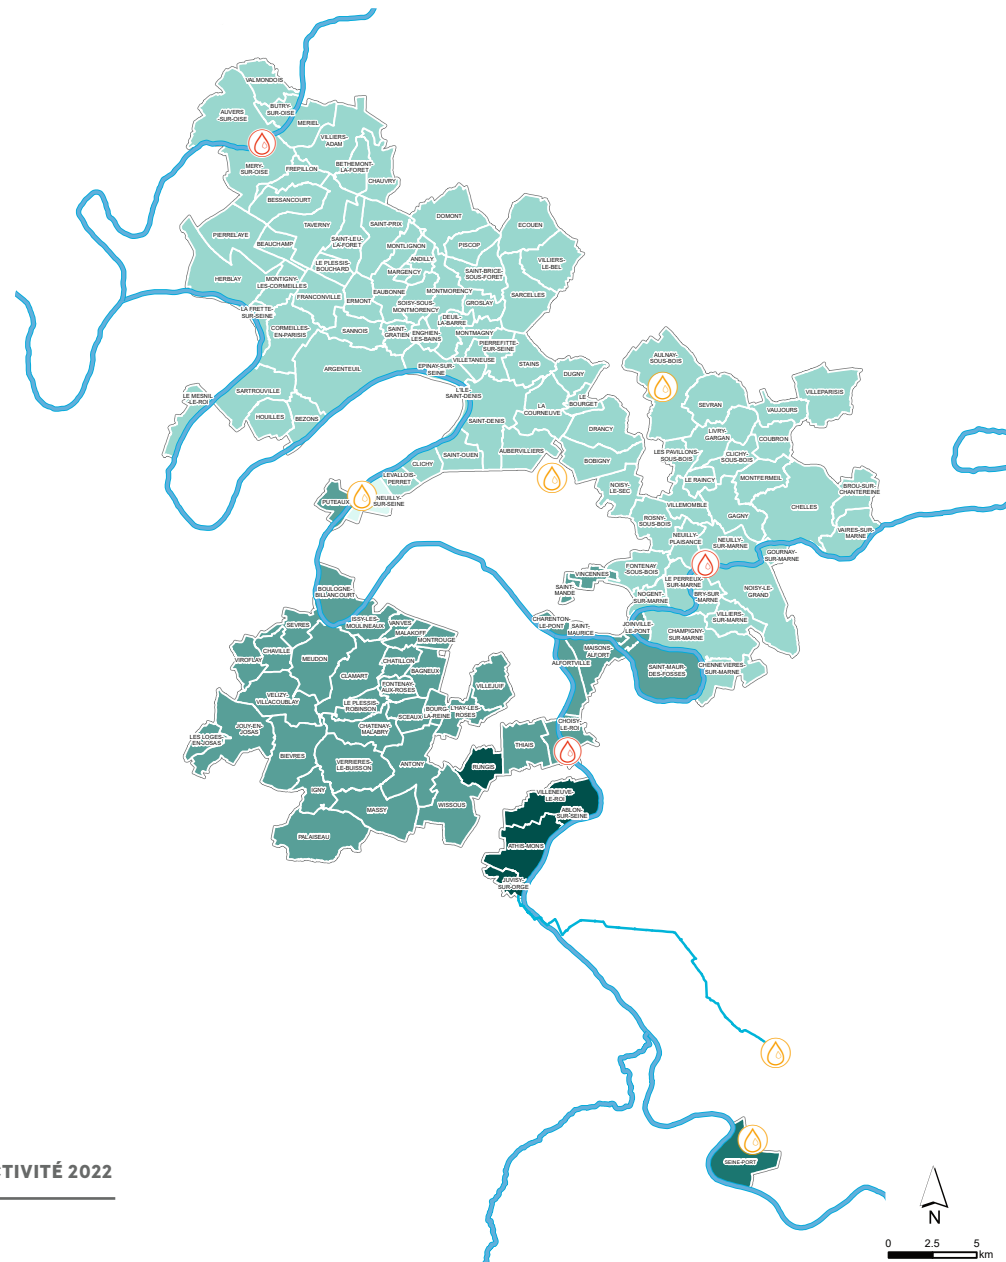 VALMONDOIS
BUTRY-
SUR-OISE
AUVERS
-SUR-OISE
MERIEL
VILLIERS-
ADAM
MERY-
SUR-OISE
FREPILLON
BETHEMONT-
LA-FORET
CHAUVRY
BESSANCOURT
DOMONT
ECOUEN
PIERRELAYE
TAVERNY
SAINT-PRIX
BEAUCHAMP
SAINT-LEU-
LA-FORET
MONTLIGNON
PISCOP
ANDILLY
LE PLESSIS-
BOUCHARD
MARGENCY
SAINT-BRICE-
SOUS-FORET
VILLIERS-
LE-BEL
HERBLAY
MONTIGNY-
LES-CORMEILLES
FRANCONVILLE
ERMONT
EAUBONNE
MONTMORENCY
SOISY-SOUS-
MONTMORENCY
GROSLAY
SARCELLES
LA FRETTE-
SUR-SEINE
CORMEILLES-
EN-PARISIS
SANNOIS
SAINT-
GRATIEN
ENGHIEN-
LES-BAINS
DEUIL-
LA-BARRE
MONTMAGNY
PIERREFITTE-
SUR-SEINE
VILLETANEUSE
STAINS
ARGENTEUIL
EPINAY-SUR-
SEINE
DUGNY
AULNAY-
SOUS-BOIS
LE MESNIL
-LE-ROI
SARTROUVILLE
L'ILE-
SAINT-DENIS
LE
BOURGET
LA
COURNEUVE
SEVRAN
VILLEPARISIS
VAUJOURS
HOUILLES
BEZONS
SAINT-DENIS
DRANCY
LIVRY-
GARGAN
COUBRON
SAINT-OUEN
AUBERVILLIERS
BOBIGNY
LES PAVILLONS-
SOUS-BOIS
CLICHY-
SOUS-BOIS
CLICHY
LEVALLOIS-
PERRET
NOISY-
LE-SEC
LE RAINCY
MONTFERMEIL
BROU-SUR-
CHANTEREINE
PUTEAUX
NEUILLY-
SUR-SEINE
VILLEMOMBLE
GAGNY
CHELLES
ROSNY-
SOUS-BOIS
VAIRES-SUR-
MARNE
NEUILLY-
PLAISANCE
NEUILLY-
SUR-MARNE
GOURNAY-
SUR-MARNE
VINCENNES
FONTENAY
-SOUS-BOIS
LE PERREUX-
SUR-MARNE
SAINT-
MANDE
NOGENT-
SUR-MARNE
BRY-SUR
-MARNE
NOISY-LE-
GRAND
BOULOGNE-
BILLANCOURT
VILLIERS-
SUR-MARNE
SEVRES
ISSY-LES-
MOULINEAUX
VANVES
MALAKOFF
MONTROUGE
CHARENTON-
LE-PONT
SAINT-
MAURICE
JOINVILLE-
LE-PONT
CHAMPIGNY-
SUR-MARNE
CHAVILLE
VIROFLAY
MEUDON
CLAMART
CHATILLON
BAGNEUX
MAISONS-
ALFORT
ALFORTVILLE
SAINT-MAUR-
DES-FOSSES
CHENNEVIERES-
SUR-MARNE
FONTENAY-
AUX-ROSES
VILLEJUIF
VELIZY-
VILLACOUBLAY
LE PLESSIS-
ROBINSON
SCEAUX
BOURG-
LA-REINE
L'HAY-LES-
ROSES
CHATENAY-
MALABRY
CHOISY-
LE-ROI
JOUY-EN-
JOSAS
LES LOGES-
EN-JOSAS
THIAIS
BIEVRES
VERRIERES-
LE-BUISSON
ANTONY
RUNGIS
IGNY
MASSY
WISSOUS
VILLENEUVE-
LE-ROI
ABLON-
SUR-SEINE
PALAISEAU
ATHIS-MONS
JUVISY-
SUR-ORGE
SEINE-PORT
CTIVITÉ 2022
N
0 2.5 5
km